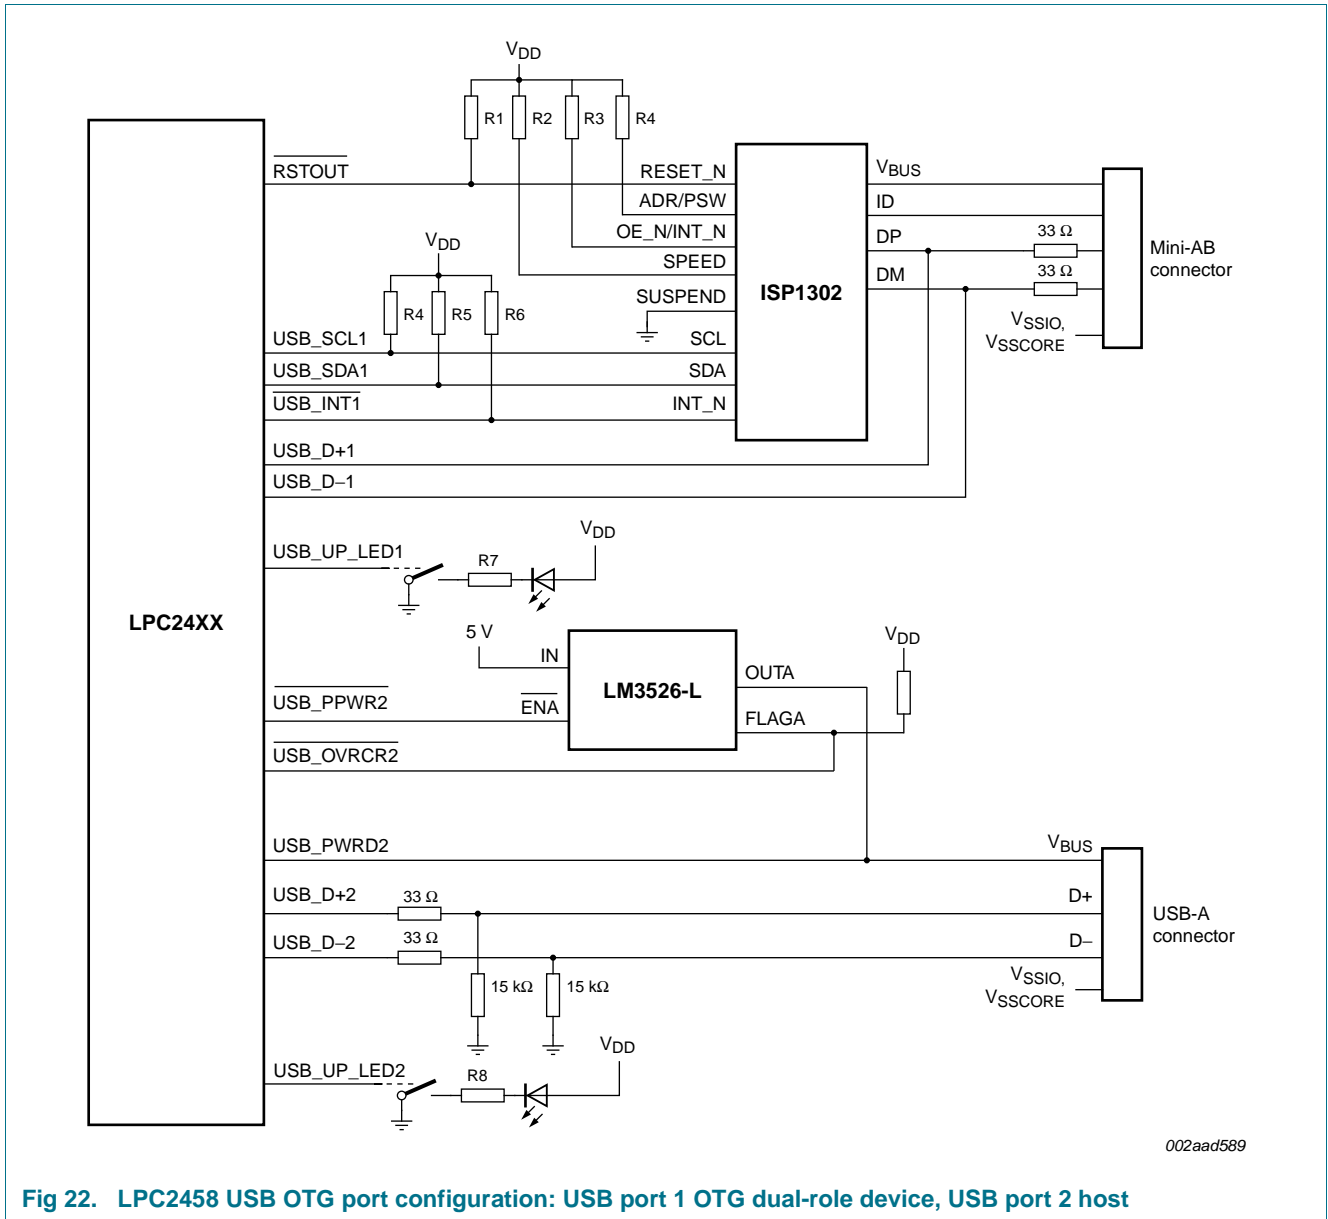 VDD
R1 R2 R3 R4
RSTOUT
RESET_N
ADR/PSW
OE_N/INT_N
SPEED
SUSPEND
VDD
R4 R5 R6
USB_SCL1
SCL
USB_SDA1
SDA
USB_INT1
INT_N
USB_D+1
USB_D−1
ISP1302
VBUS
ID
DP
33 Ω
DM
33 Ω
VSSIO,
VSSCORE
Mini-AB
connector
USB_UP_LED1
R7
VDD
LPC24XX
5 V
IN
LM3526-L
OUTA
VDD
USB_PPWR2
ENA
FLAGA
USB_OVRCR2
USB_PWRD2
VBUS
USB_D+2
33 Ω
D+
USB_D−2
33 Ω
D−
USB-A
connector
15 kΩ 15 kΩ
VSSIO,
VSSCORE
USB_UP_LED2
R8
VDD
002aad589
Fig 22. LPC2458 USB OTG port configuration: USB port 1 OTG dual-role device, USB port 2 host